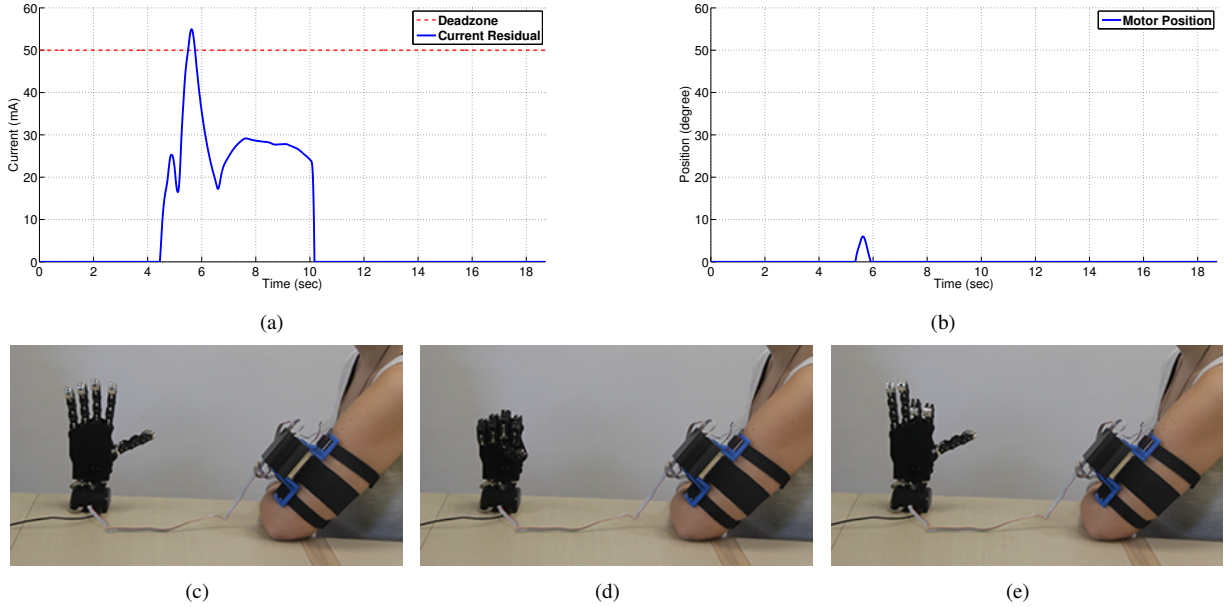 60
50
40
30
20
10
0
Current (mA)
0 2 4 6 8 10 12 14 16 18
Time (sec)
Deadzone
Current Residual
(a)
60
50
40
30
20
10
0
Position (degree)
0 2 4 6 8 10 12 14 16 18
Time (sec)
Motor Position
(b)
(c)
(d)
(e)